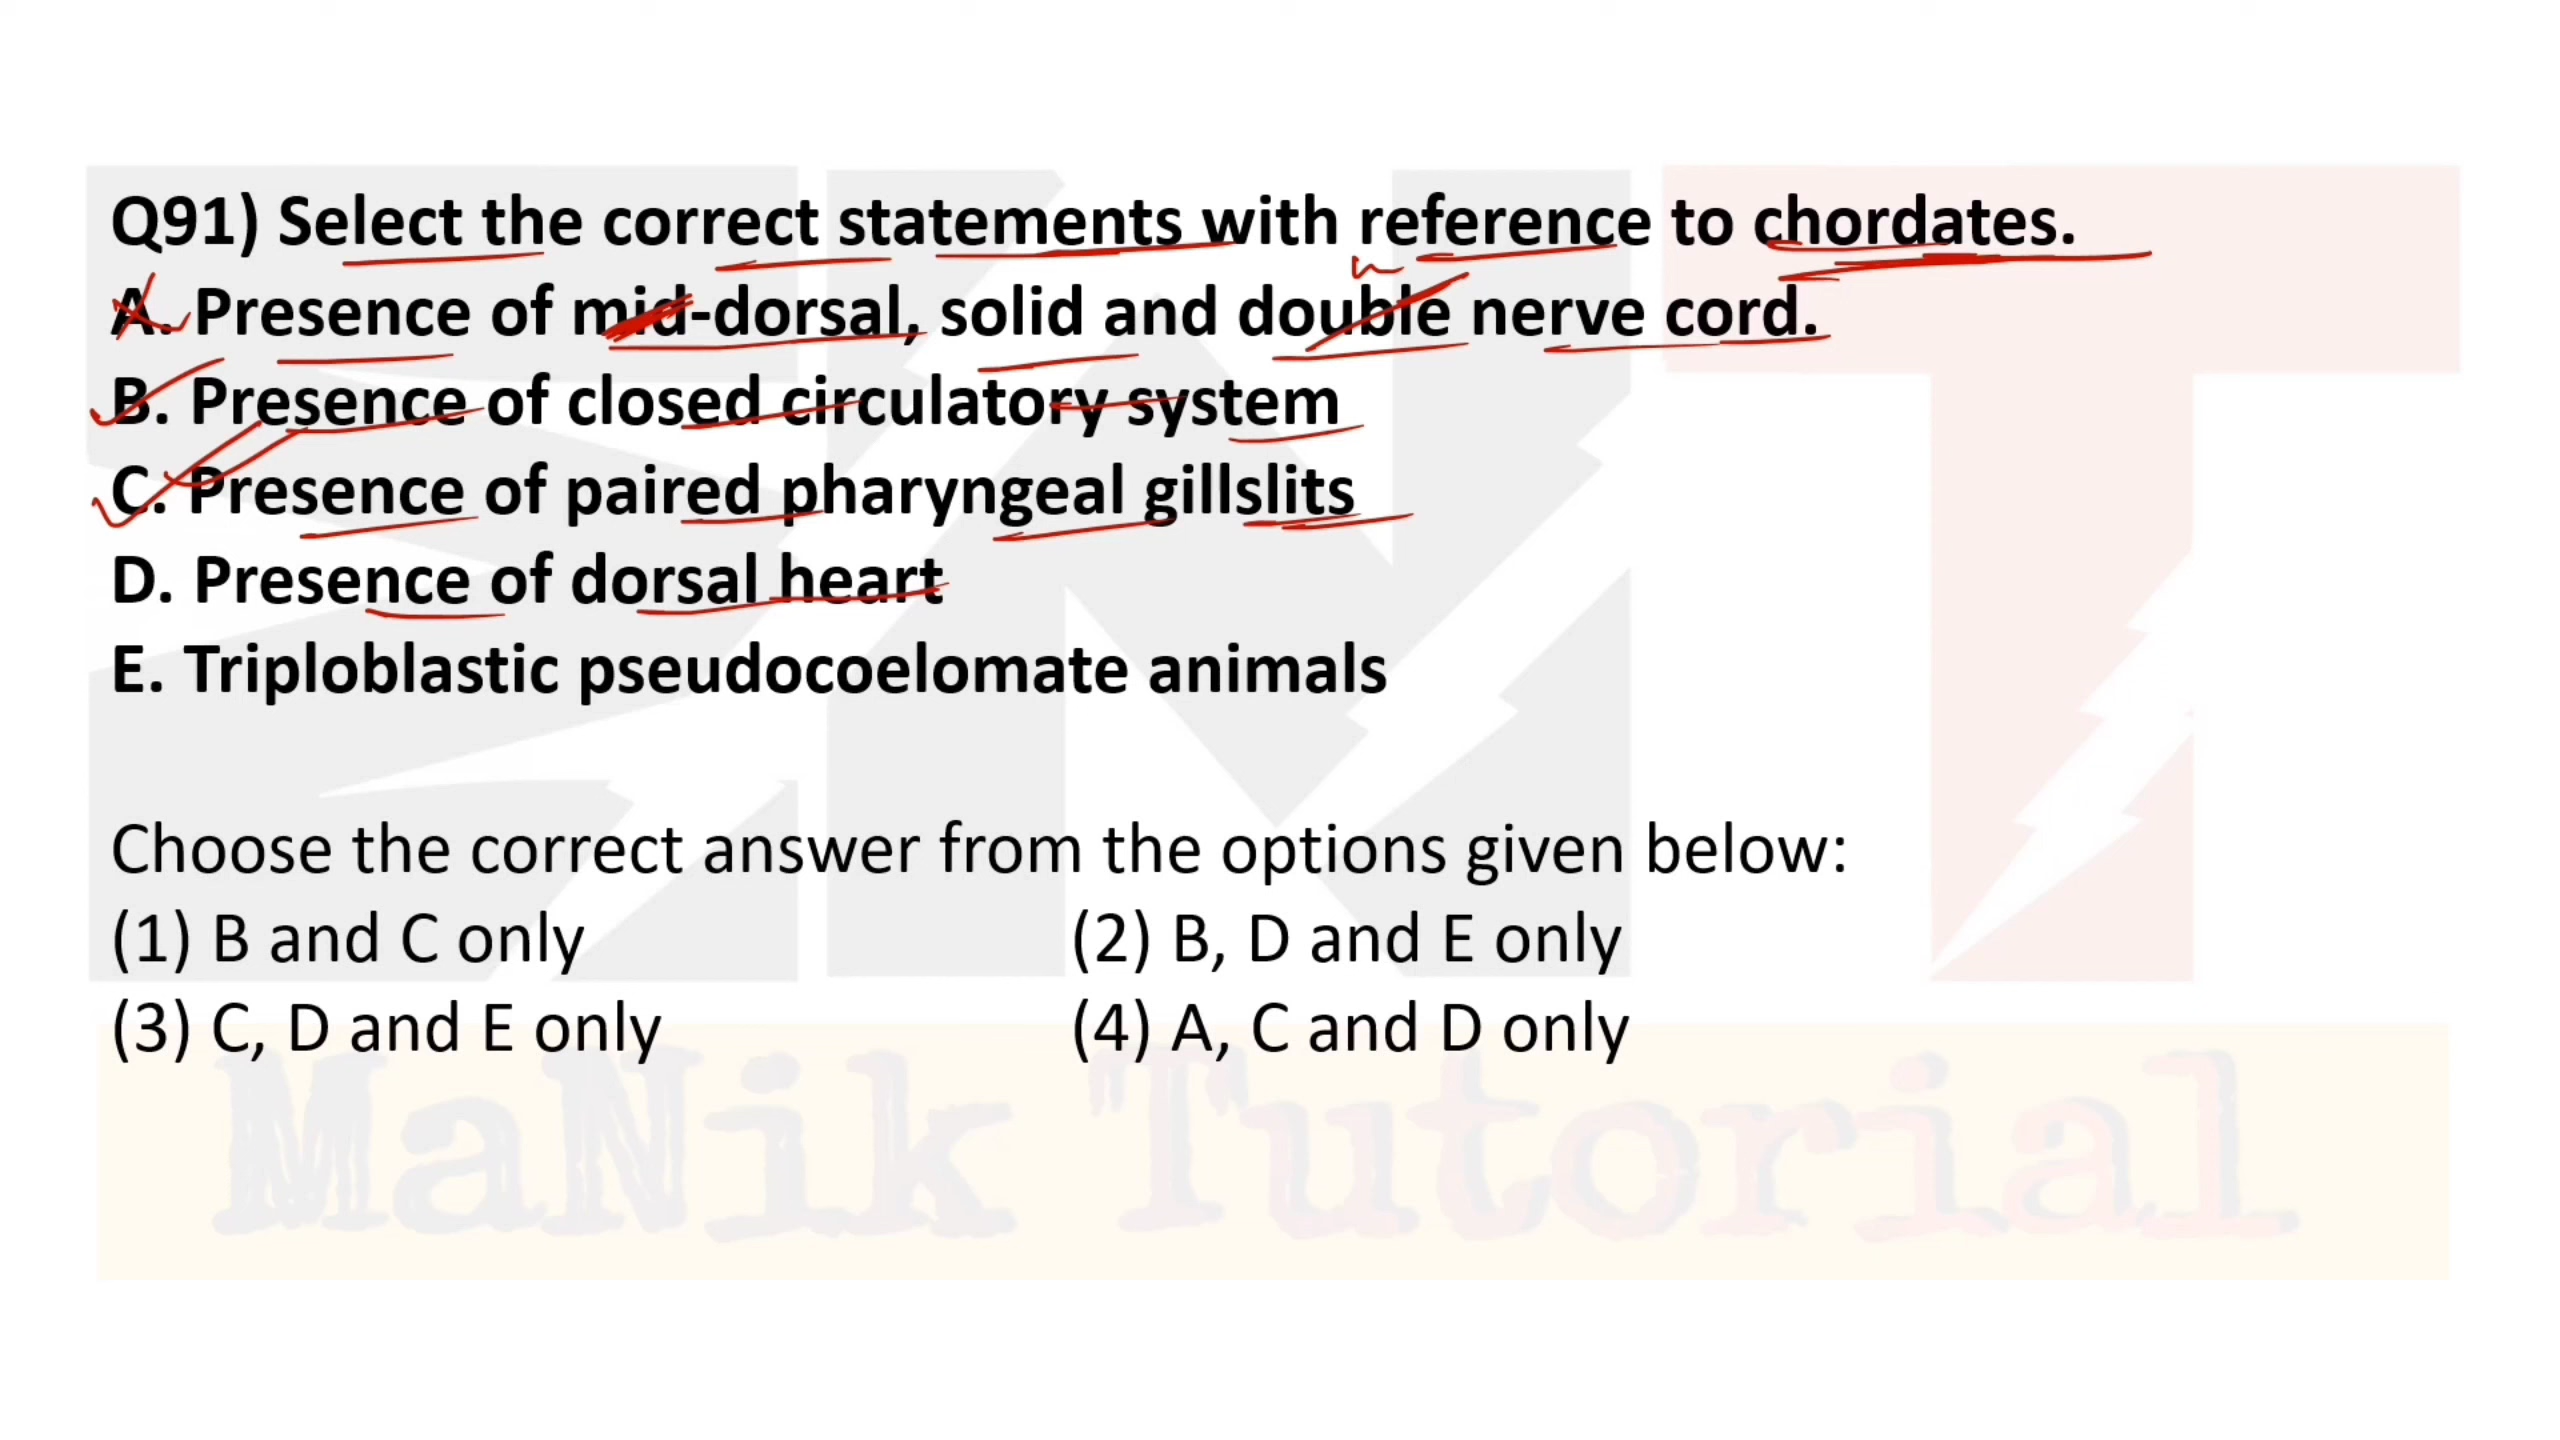 Q91) Select the correct statements with reference to chordates.
A. Presence of mid-dorsal, solid and double nerve cord.
B. Presence of closed circulatory system
C. Presence of paired pharyngeal gillslits
D. Presence of dorsal heart
E. Triploblastic pseudocoelomate animals
Choose the correct answer from the options given below:
(1) B and C only (2) B, D and E only
(3) C, D and E only (4) A, C and D only
MaNik Tutorial